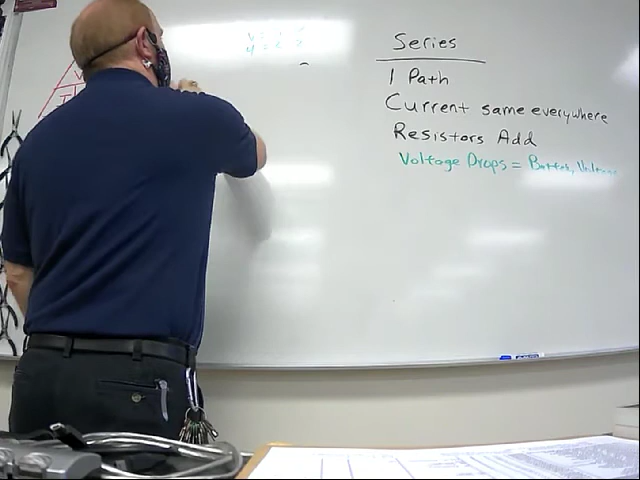 Series
1 Path
Current same everywhere
Resistors Add
Voltage Drops = Battery Voltage